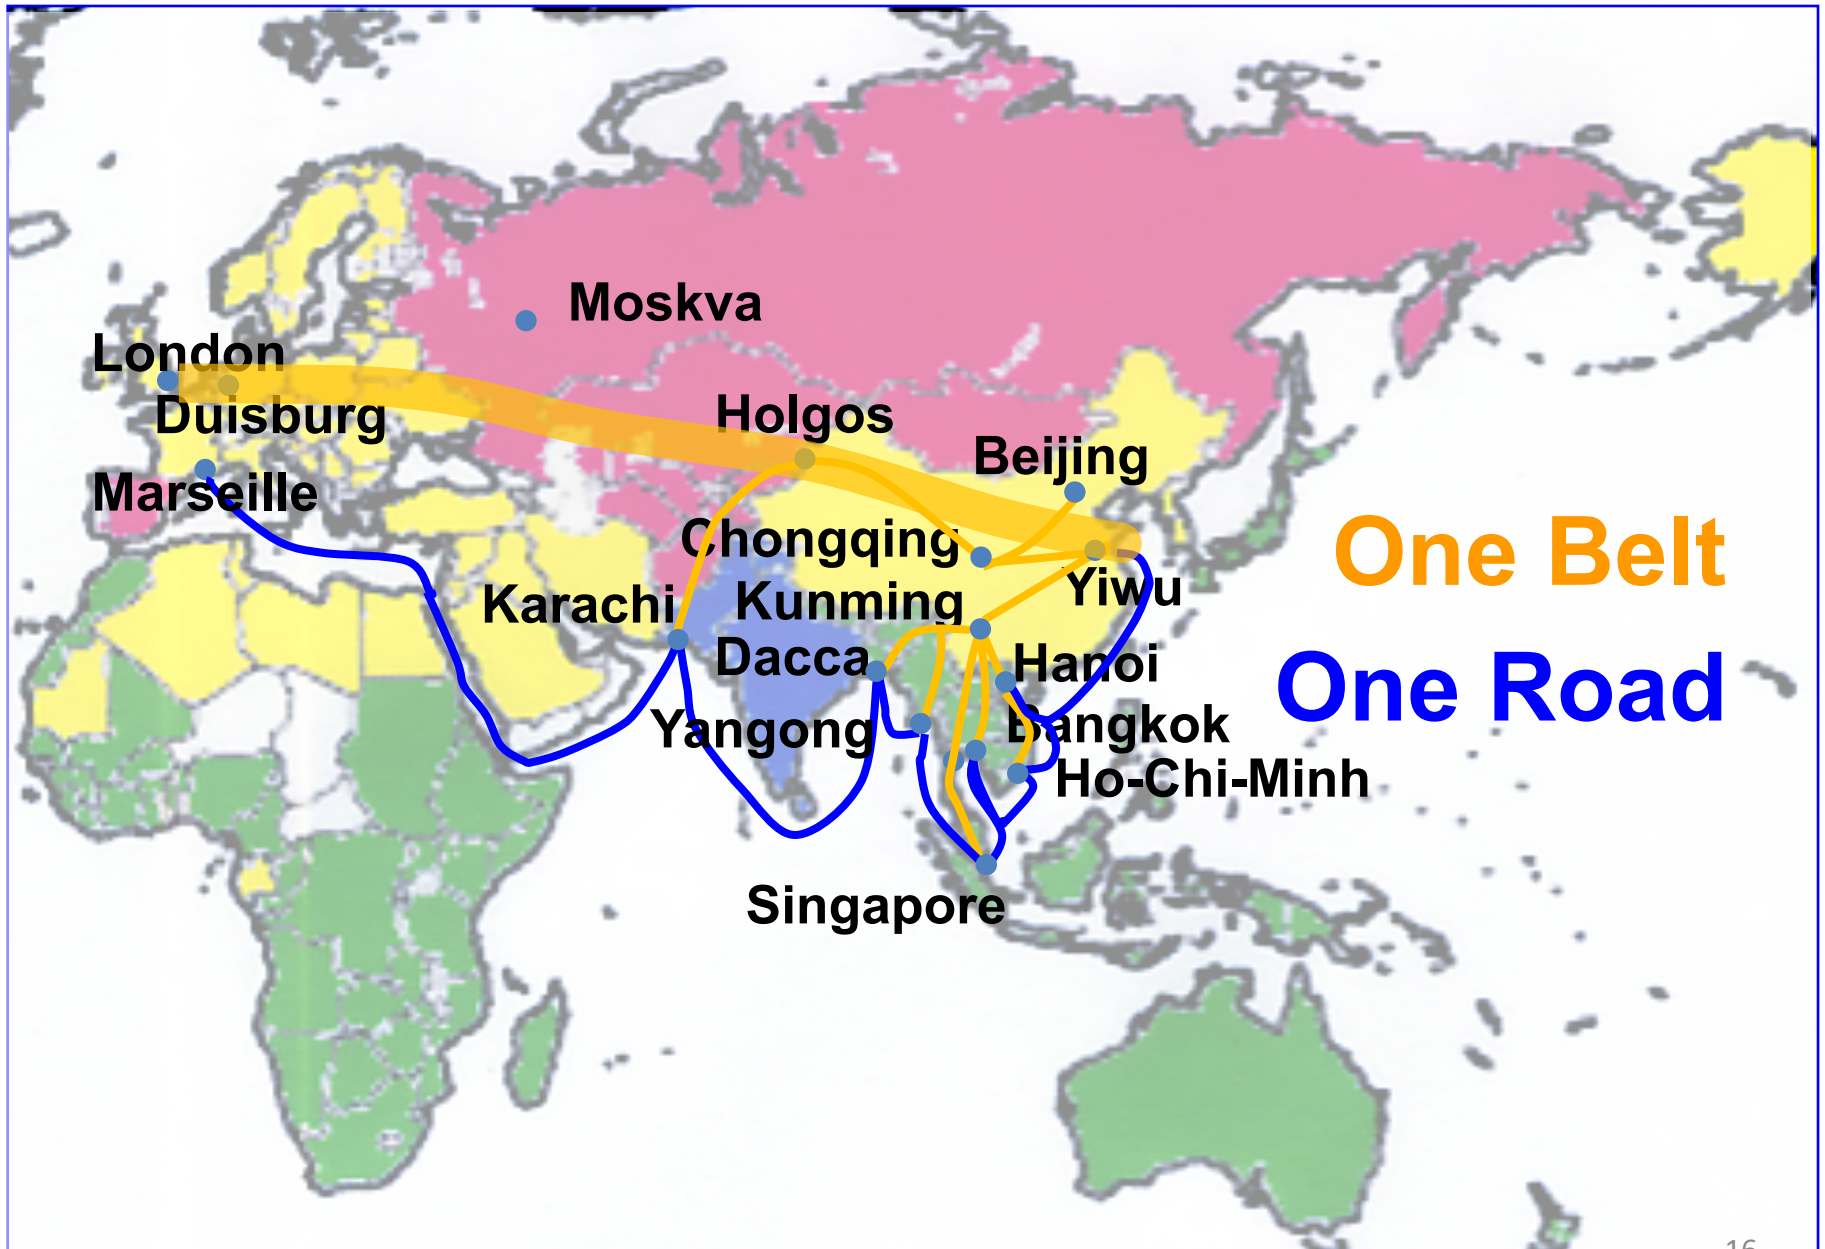 Moskva
London
Duisburg
Holgos
Beijing
Marseille
Chongqing
One Belt
Karachi
Kunming
Yiwu
Dacca
Hanoi
One Road
Yangong
Bangkok
Ho-Chi-Minh
Singapore
16